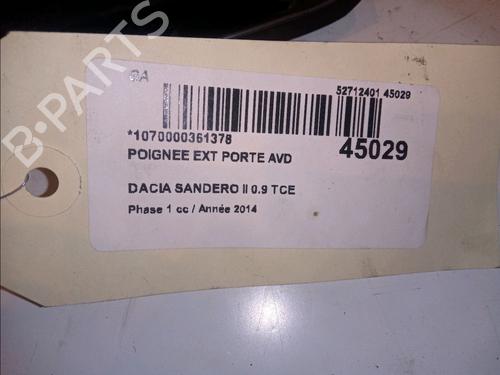 B-PARTS
GA
52712401 45029
*1070000361378
45029
POIGNEE EXT PORTE AVD
DACIA SANDERO II 0.9 TCE
Phase 1 cc / Année 2014